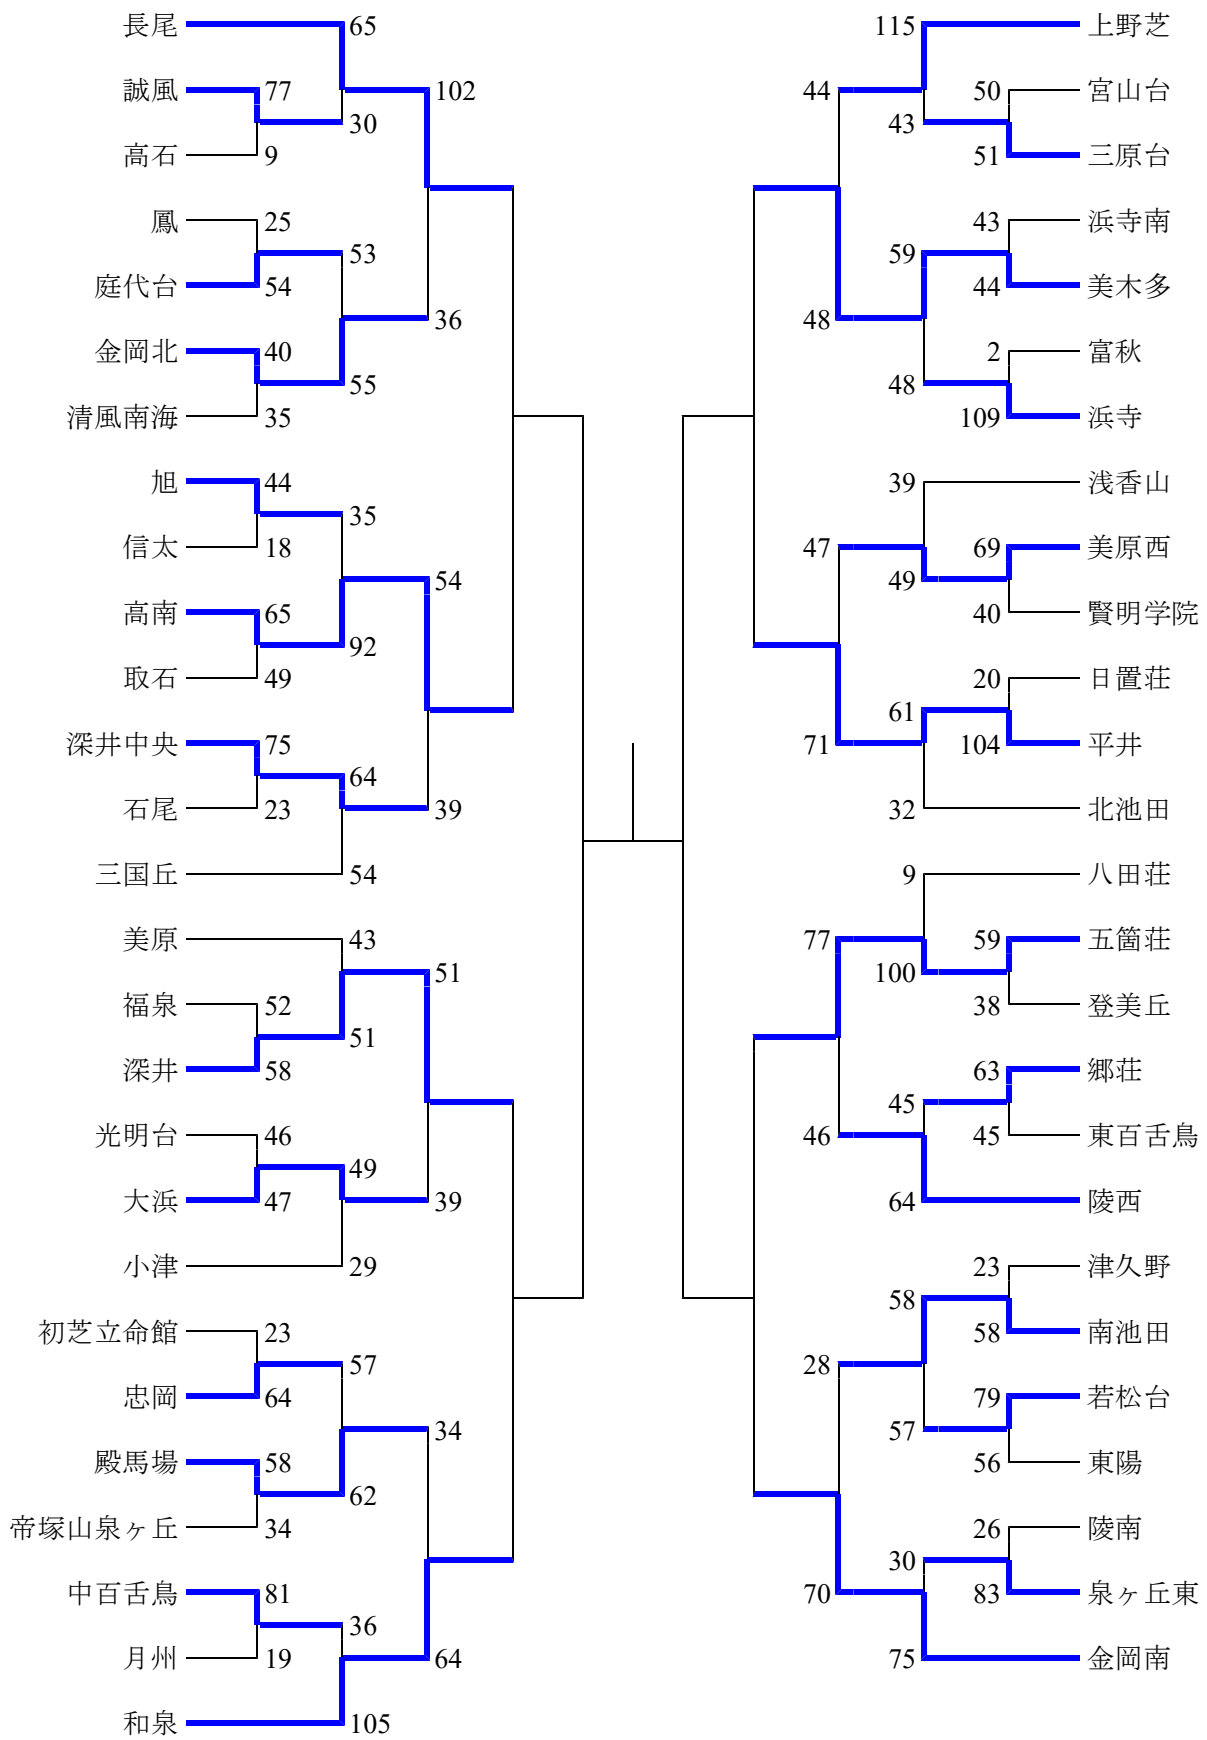 長尾 65 115 上野芝
誠風 77 102 44 50 宮山台
30 43
高石 9 51 三原台
鳳 25 43 浜寺南
53 59
庭代台 54 44 美木多
36 48
金岡北 40 2 富秋
55 48
清風南海 35 109 浜寺
旭 44 39 浅香山
35
信太 18 47 69 美原西
54 49
高南 65 40 賢明学院
92
取石 49 20 日置荘
61
深井中央 75 71 104 平井
64
石尾 23 39 32 北池田
三国丘 54 9 八田荘
美原 43 77 59 五箇荘
51 100
福泉 52 38 登美丘
51
深井 58 63 郷荘
45
光明台 46 46 45 東百舌鳥
49
大浜 47 39 64 陵西
小津 29 23 津久野
58
初芝立命館 23 58 南池田
57 28
忠岡 64 79 若松台
34 57
殿馬場 58 56 東陽
62
帝塚山泉ヶ丘 34 26 陵南
30
中百舌鳥 81 70 83 泉ヶ丘東
36
月州 19 64 75 金岡南
和泉 105